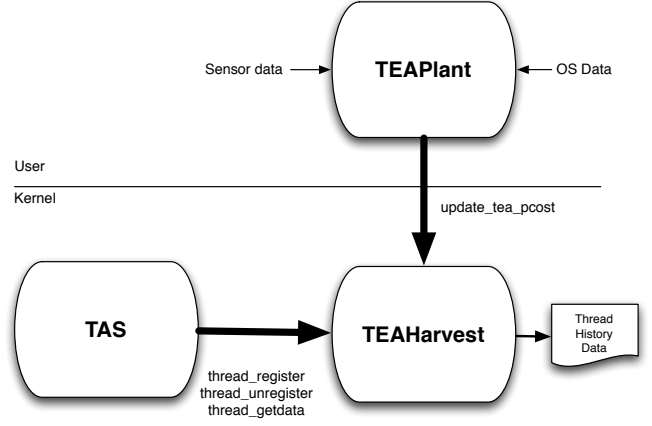 TEAPlant
Sensor data
OS Data
User
Kernel
update_tea_pcost
TAS
TEAHarvest
Thread
History
Data
thread_register
thread_unregister
thread_getdata